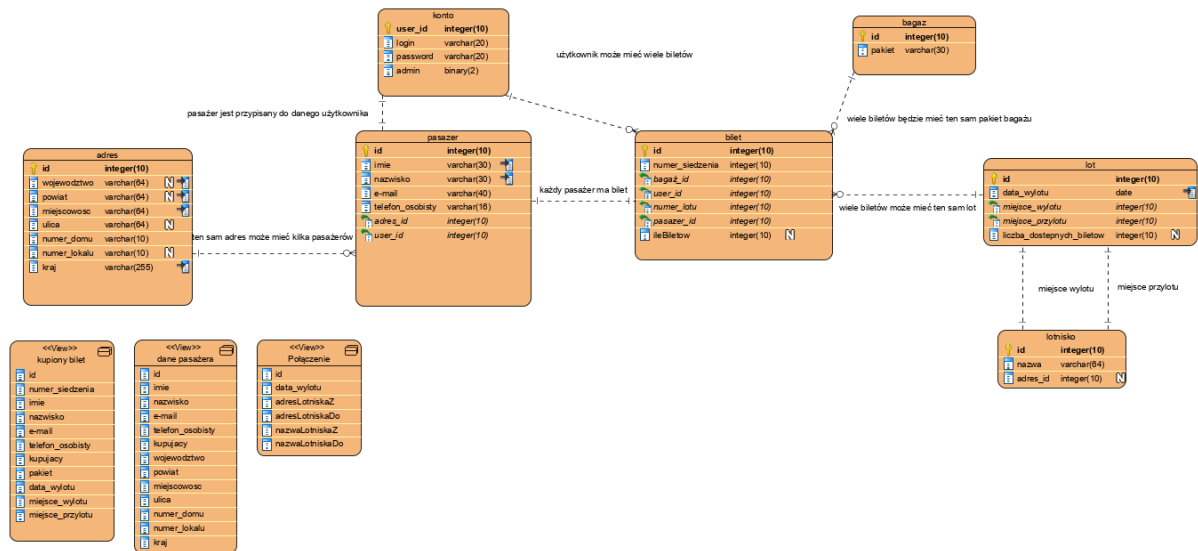 konto
user_id integer(10)
login varchar(20)
password varchar(20)
admin binary(2)
bagaz
id integer(10)
pakiet varchar(30)
użytkownik może mieć wiele biletów
pasażer jest przypisany do danego użytkownika
wiele biletów będzie mieć ten sam pakiet bagażu
adres
id integer(10)
wojewodztwo varchar(64) N
powiat varchar(64) N
miejscowosc varchar(64)
ulica varchar(64) N
numer_domu varchar(10)
numer_lokalu varchar(10) N
kraj varchar(255)
pasazer
id integer(10)
imie varchar(30)
nazwisko varchar(30)
e-mail varchar(40)
telefon_osobisty varchar(16)
adres_id integer(10)
user_id integer(10)
każdy pasażer ma bilet
ten sam adres może mieć kilka pasażerów
bilet
id integer(10)
numer_siedzenia integer(10)
bagaż_id integer(10)
user_id integer(10)
numer_lotu integer(10)
pasazer_id integer(10)
ileBiletow integer(10) N
wiele biletów może mieć ten sam lot
lot
id integer(10)
data_wylotu date
miejsce_wylotu integer(10)
miejsce_przylotu integer(10)
liczba_dostepnych_biletow integer(10) N
miejsce wylotu
miejsce przylotu
lotnisko
id integer(10)
nazwa varchar(64)
adres_id integer(10) N
<<View>>
kupiony bilet
id
numer_siedzenia
imie
nazwisko
e-mail
telefon_osobisty
kupujacy
pakiet
data_wylotu
miejsce_wylotu
miejsce_przylotu
<<View>>
dane pasażera
id
imie
nazwisko
e-mail
telefon_osobisty
kupujacy
wojewodztwo
powiat
miejscowosc
ulica
numer_domu
numer_lokalu
kraj
<<View>>
Połączenie
id
data_wylotu
adresLotniskaZ
adresLotniskaDo
nazwaLotniskaZ
nazwaLotniskaDo